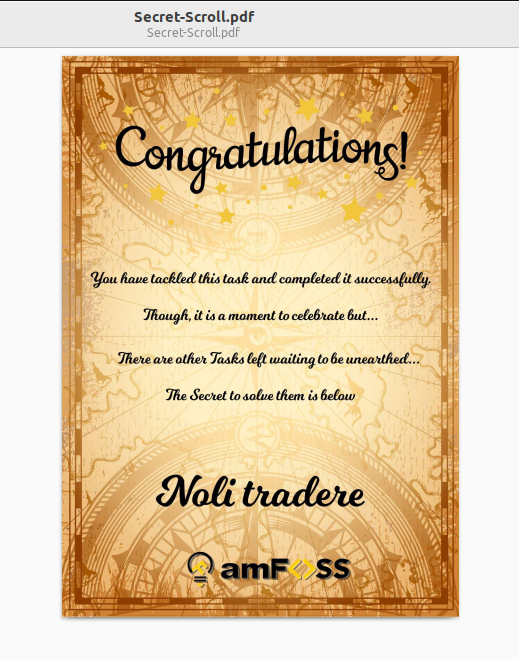 Secret-Scroll.pdf
Secret-Scroll.pdf
Congratulations!
You have tackled this task and completed it successfully.
Though, it is a moment to celebrate but...
There are other Tasks left waiting to be unearthed...
The Secret to solve them is below
Noli tradere
amF<>SS